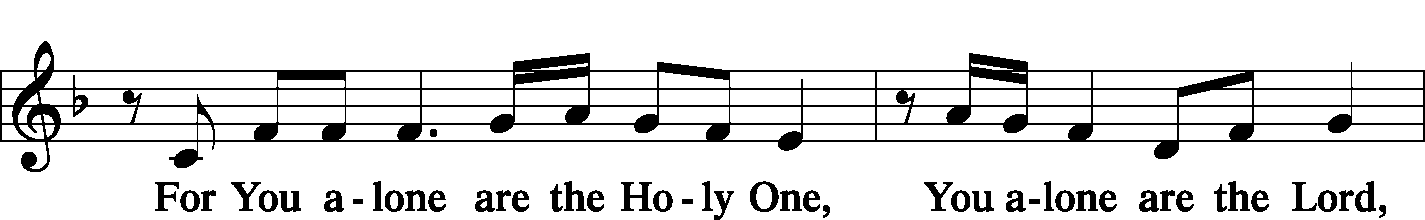 For You a - lone are the Ho - ly One, You a - lone are the Lord,